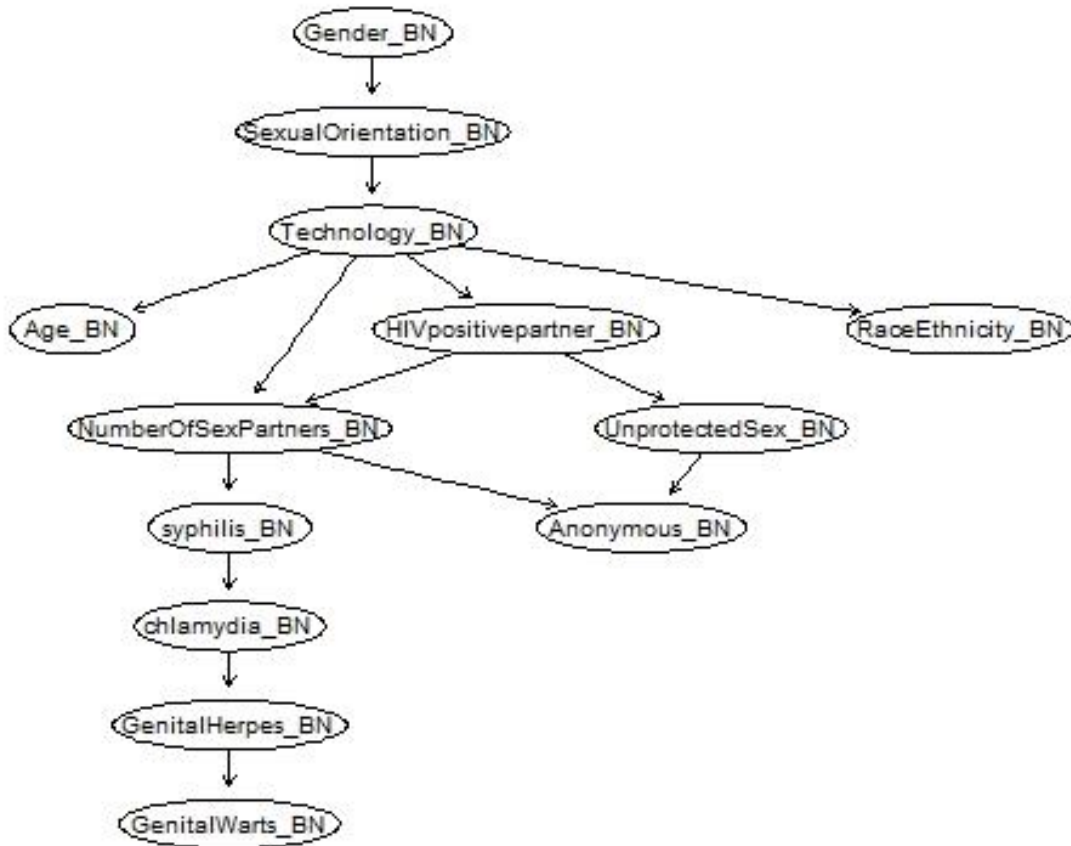 Gender_BN
SexualOrientation_BN
Technology_BN
Age_BN
HIVpositivepartner_BN
RaceEthnicity_BN
NumberOfSexPartners_BN
UnprotectedSex_BN
syphilis_BN
Anonymous_BN
chlamydia_BN
GenitalHerpes_BN
GenitalWarts_BN